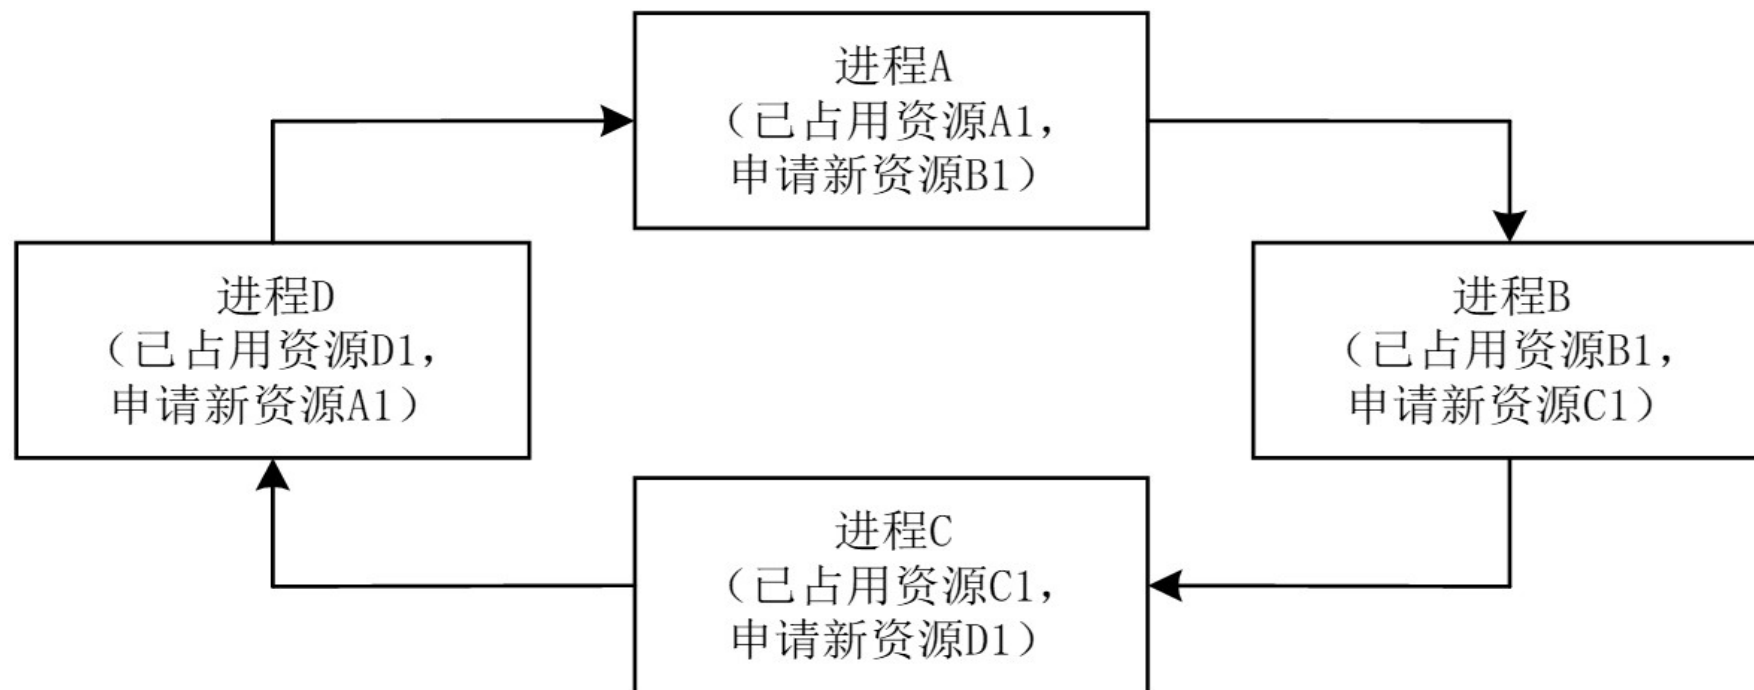 进程A
（已占用资源A1，
申请新资源B1）
进程D
（已占用资源D1，
申请新资源A1）
进程B
（已占用资源B1，
申请新资源C1）
进程C
（已占用资源C1，
申请新资源D1）